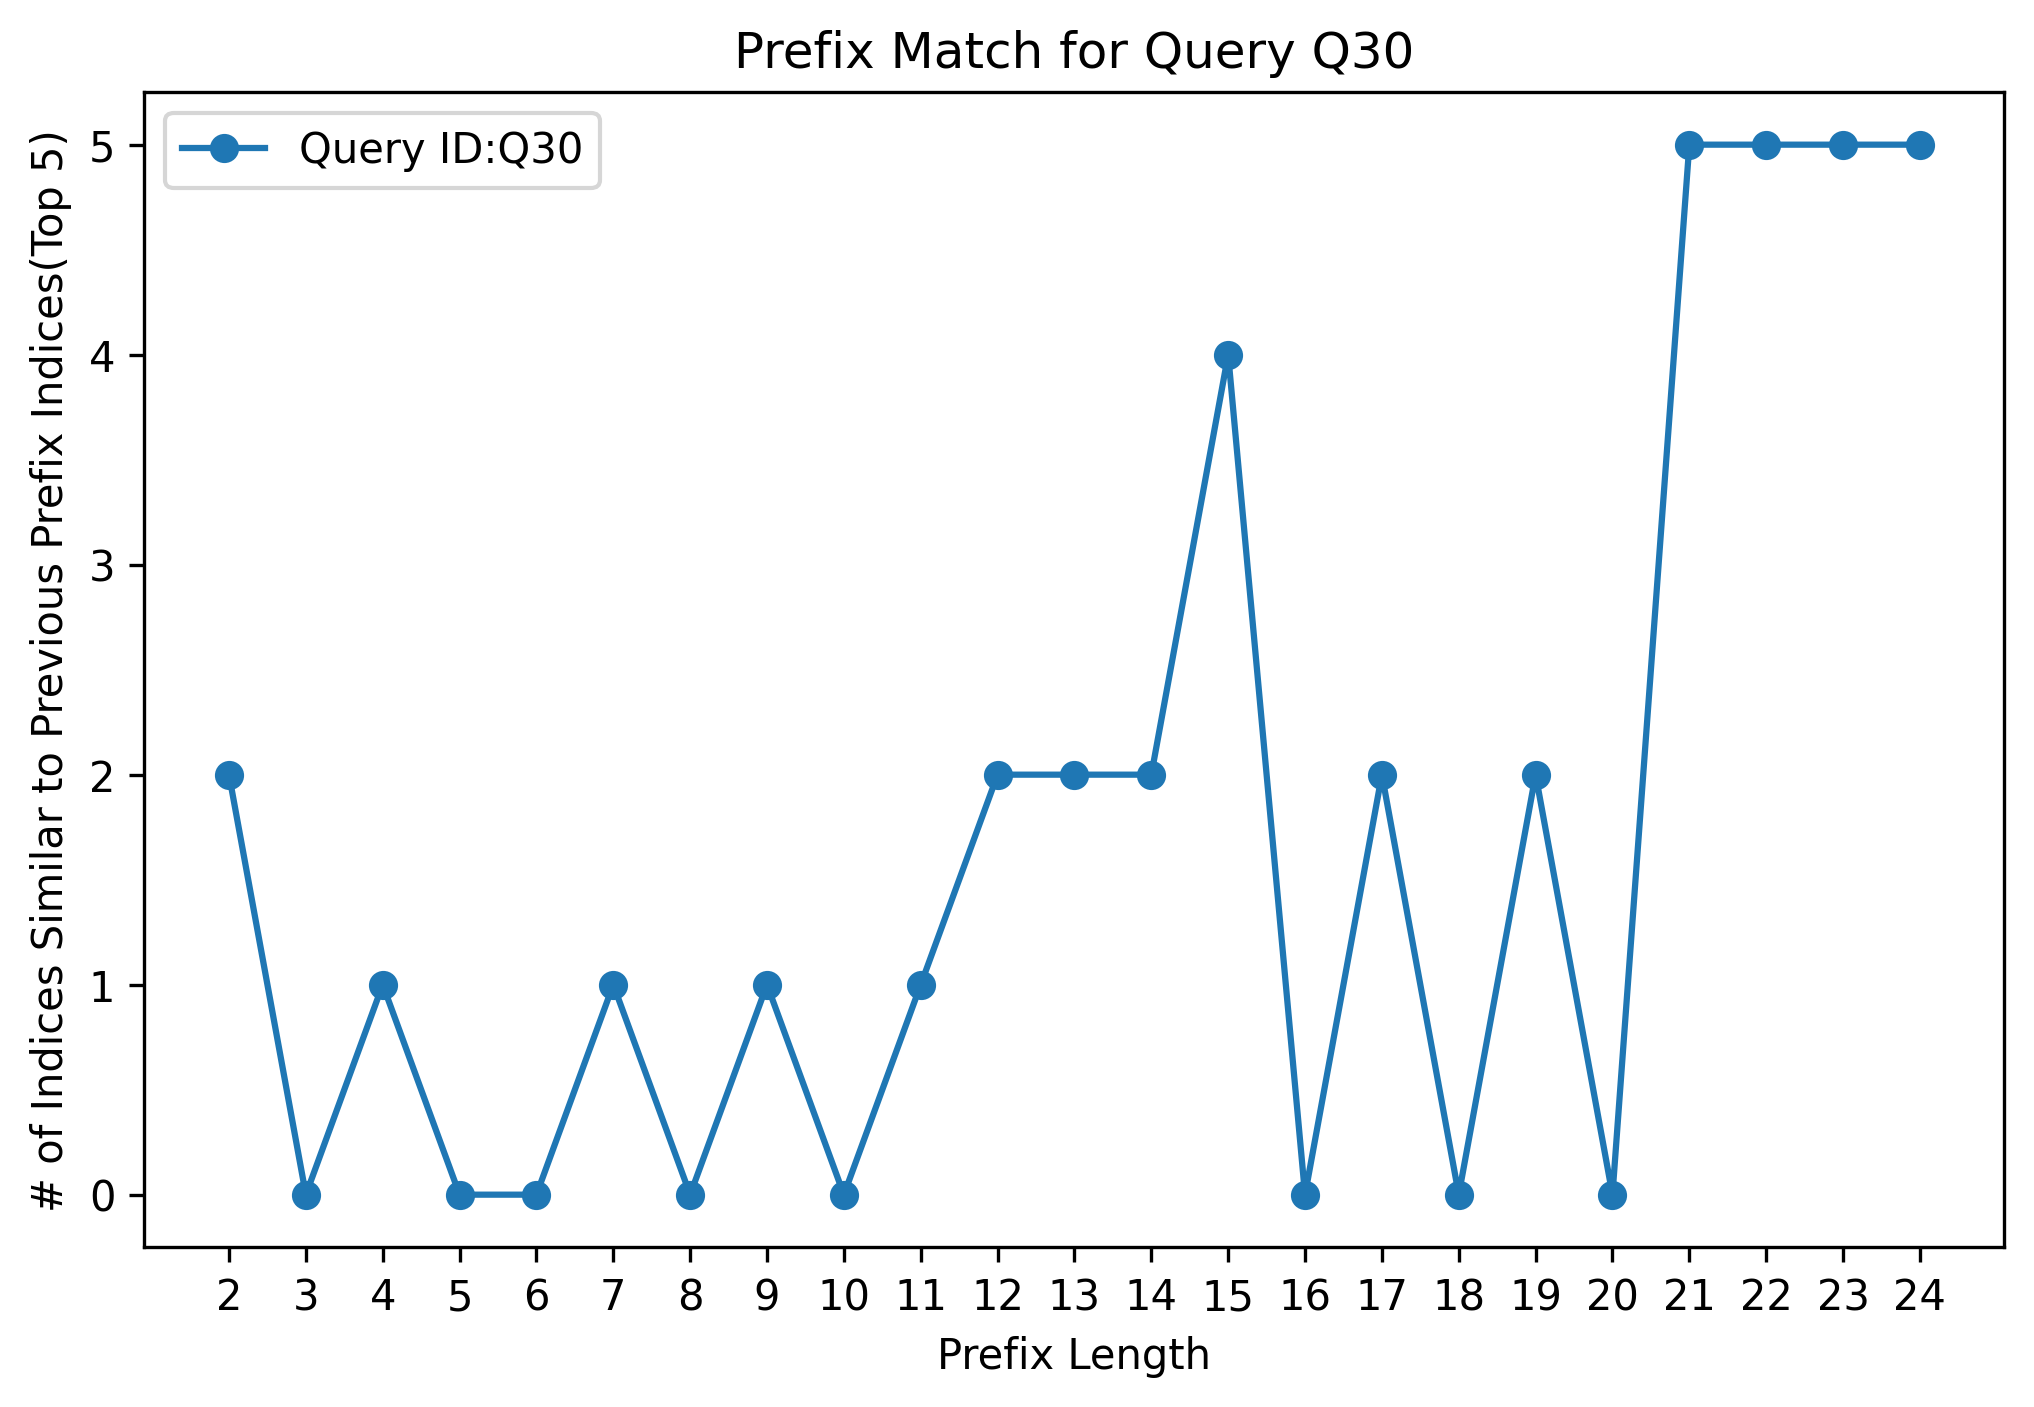 Prefix Match for Query Q30
Query ID:Q30
# of Indices Similar to Previous Prefix Indices(Top 5)
5
4
3
2
1
0
2 3 4 5 6 7 8 9 10 11 12 13 14 15 16 17 18 19 20 21 22 23 24
Prefix Length